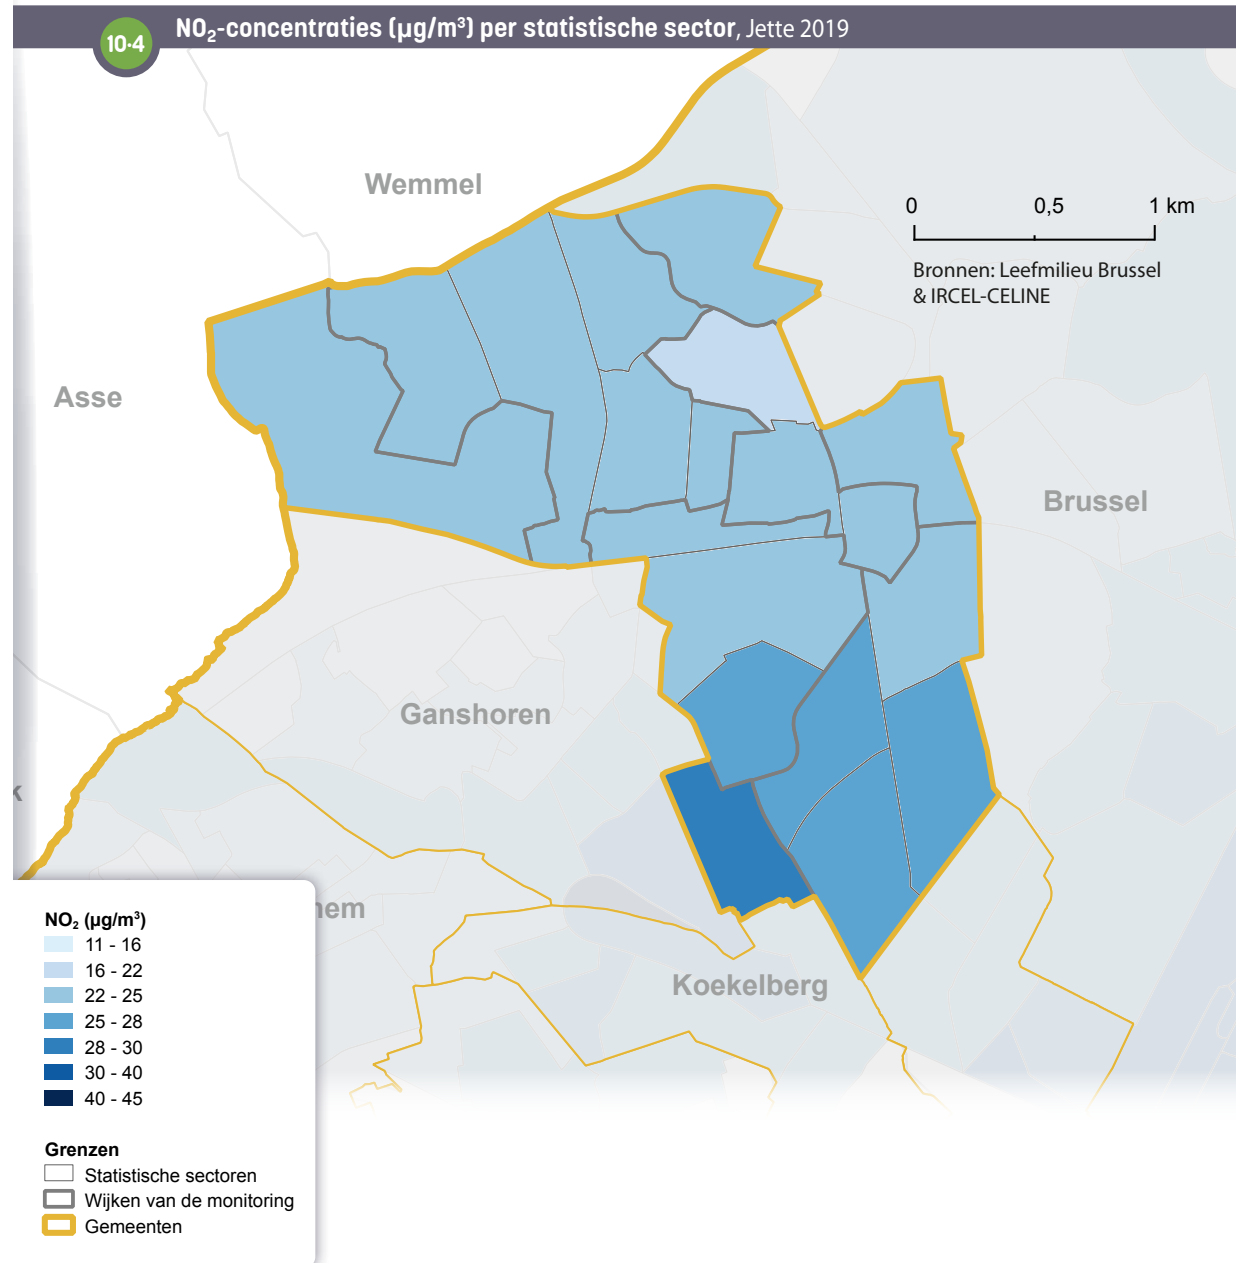 10·4
NO₂-concentraties (µg/m³) per statistische sector, Jette 2019
Wemmel
0 0,5 1 km
Bronnen: Leefmilieu Brussel
& IRCEL-CELINE
Asse
Brussel
Ganshoren
k
hem
Koekelberg
NO₂ (µg/m³)
11 - 16
16 - 22
22 - 25
25 - 28
28 - 30
30 - 40
40 - 45
Grenzen
Statistische sectoren
Wijken van de monitoring
Gemeenten